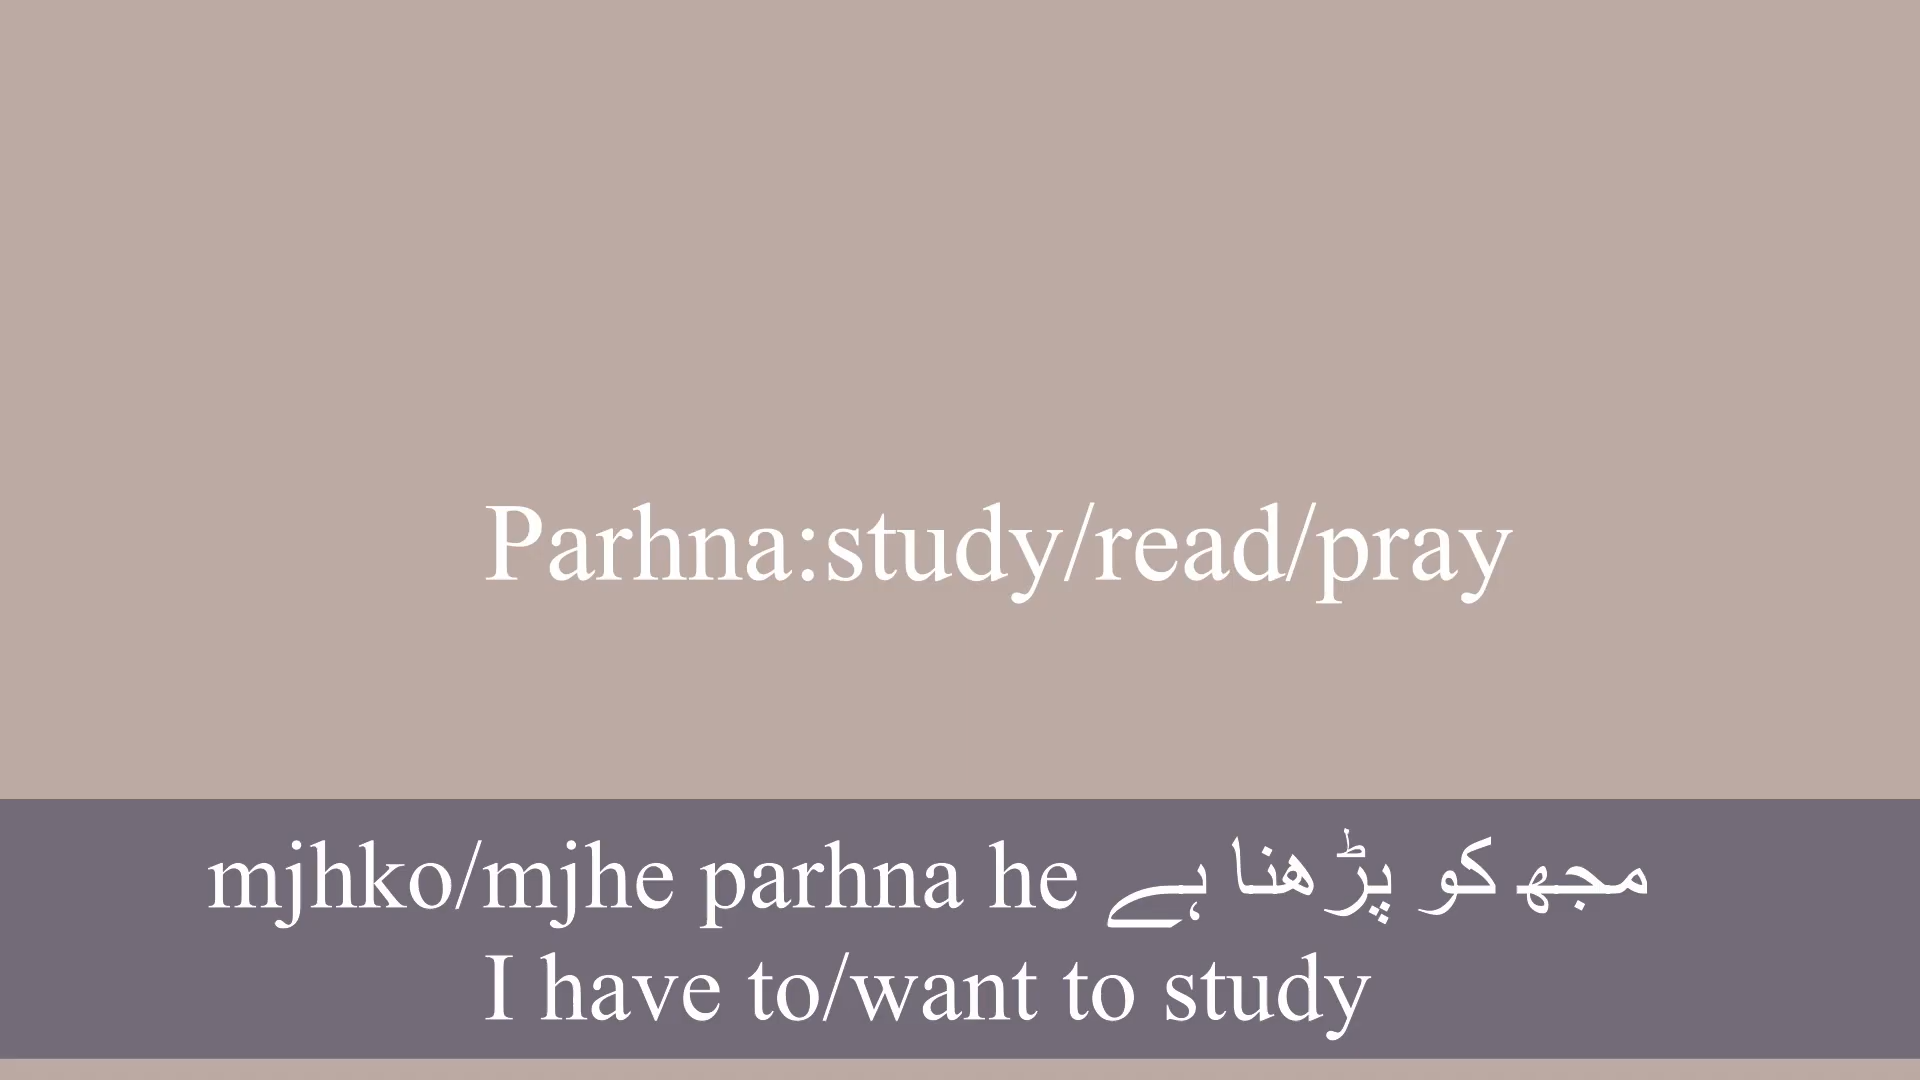 Parhna:study/read/pray
mjhko/mjhe parhna he مجھ کو پڑھنا ہے
I have to/want to study